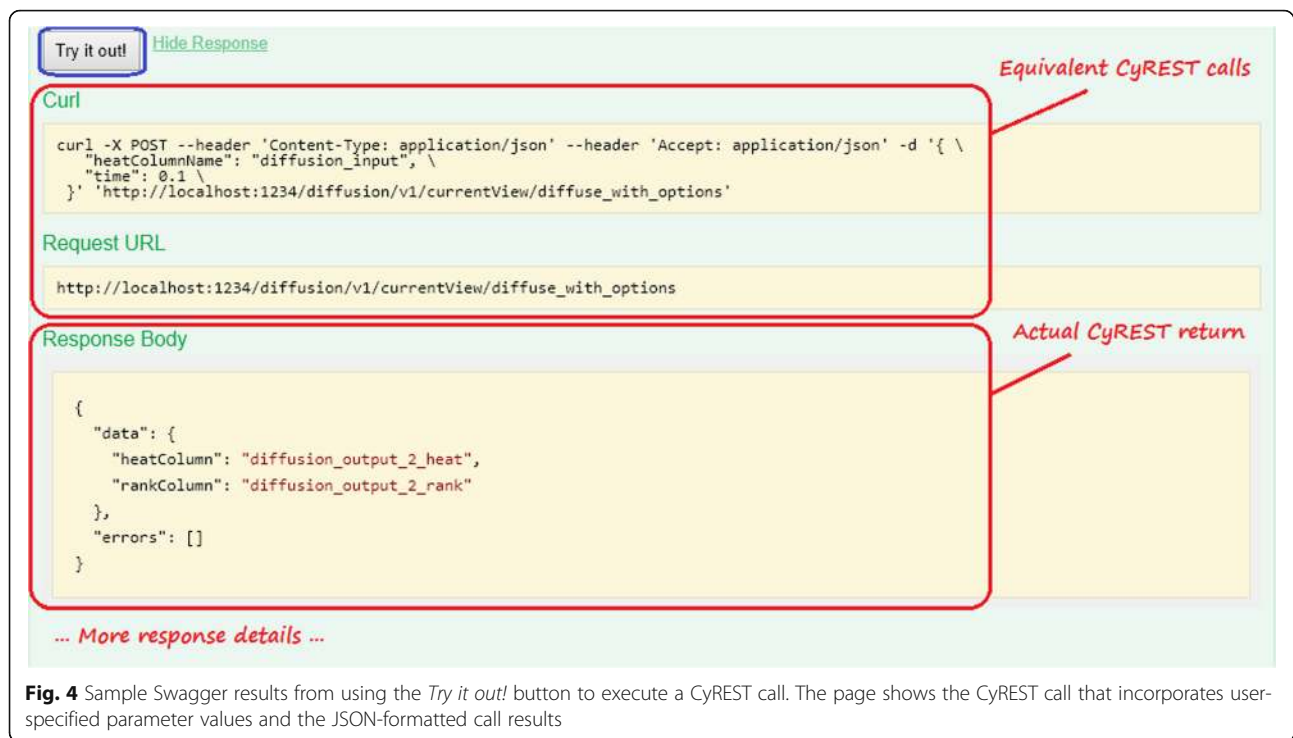 Try it out!
Hide Response
Equivalent CyREST calls
Curl
curl -X POST --header 'Content-Type: application/json' --header 'Accept: application/json' -d '{ \
"heatColumnName": "diffusion_input", \
"time": 0.1 \
}' 'http://localhost:1234/diffusion/v1/currentView/diffuse_with_options'
Request URL
http://localhost:1234/diffusion/v1/currentView/diffuse_with_options
Actual CyREST return
Response Body
{
"data": {
"heatColumn": "diffusion_output_2_heat",
"rankColumn": "diffusion_output_2_rank"
},
"errors": []
}
... More response details ...
Fig. 4 Sample Swagger results from using the Try it out! button to execute a CyREST call. The page shows the CyREST call that incorporates user-
specified parameter values and the JSON-formatted call results